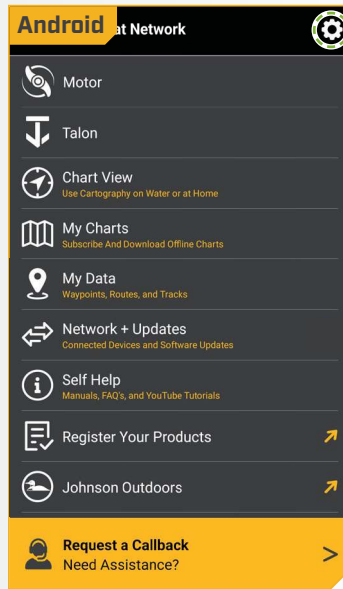 Android
at Network
Motor
Talon
Chart View
Use Cartography on Water or at Home
My Charts
Subscribe And Download Offline Charts
My Data
Waypoints, Routes, and Tracks
Network + Updates
Connected Devices and Software Updates
Self Help
Manuals, FAQ's, and YouTube Tutorials
Register Your Products
Johnson Outdoors
Request a Callback
Need Assistance?